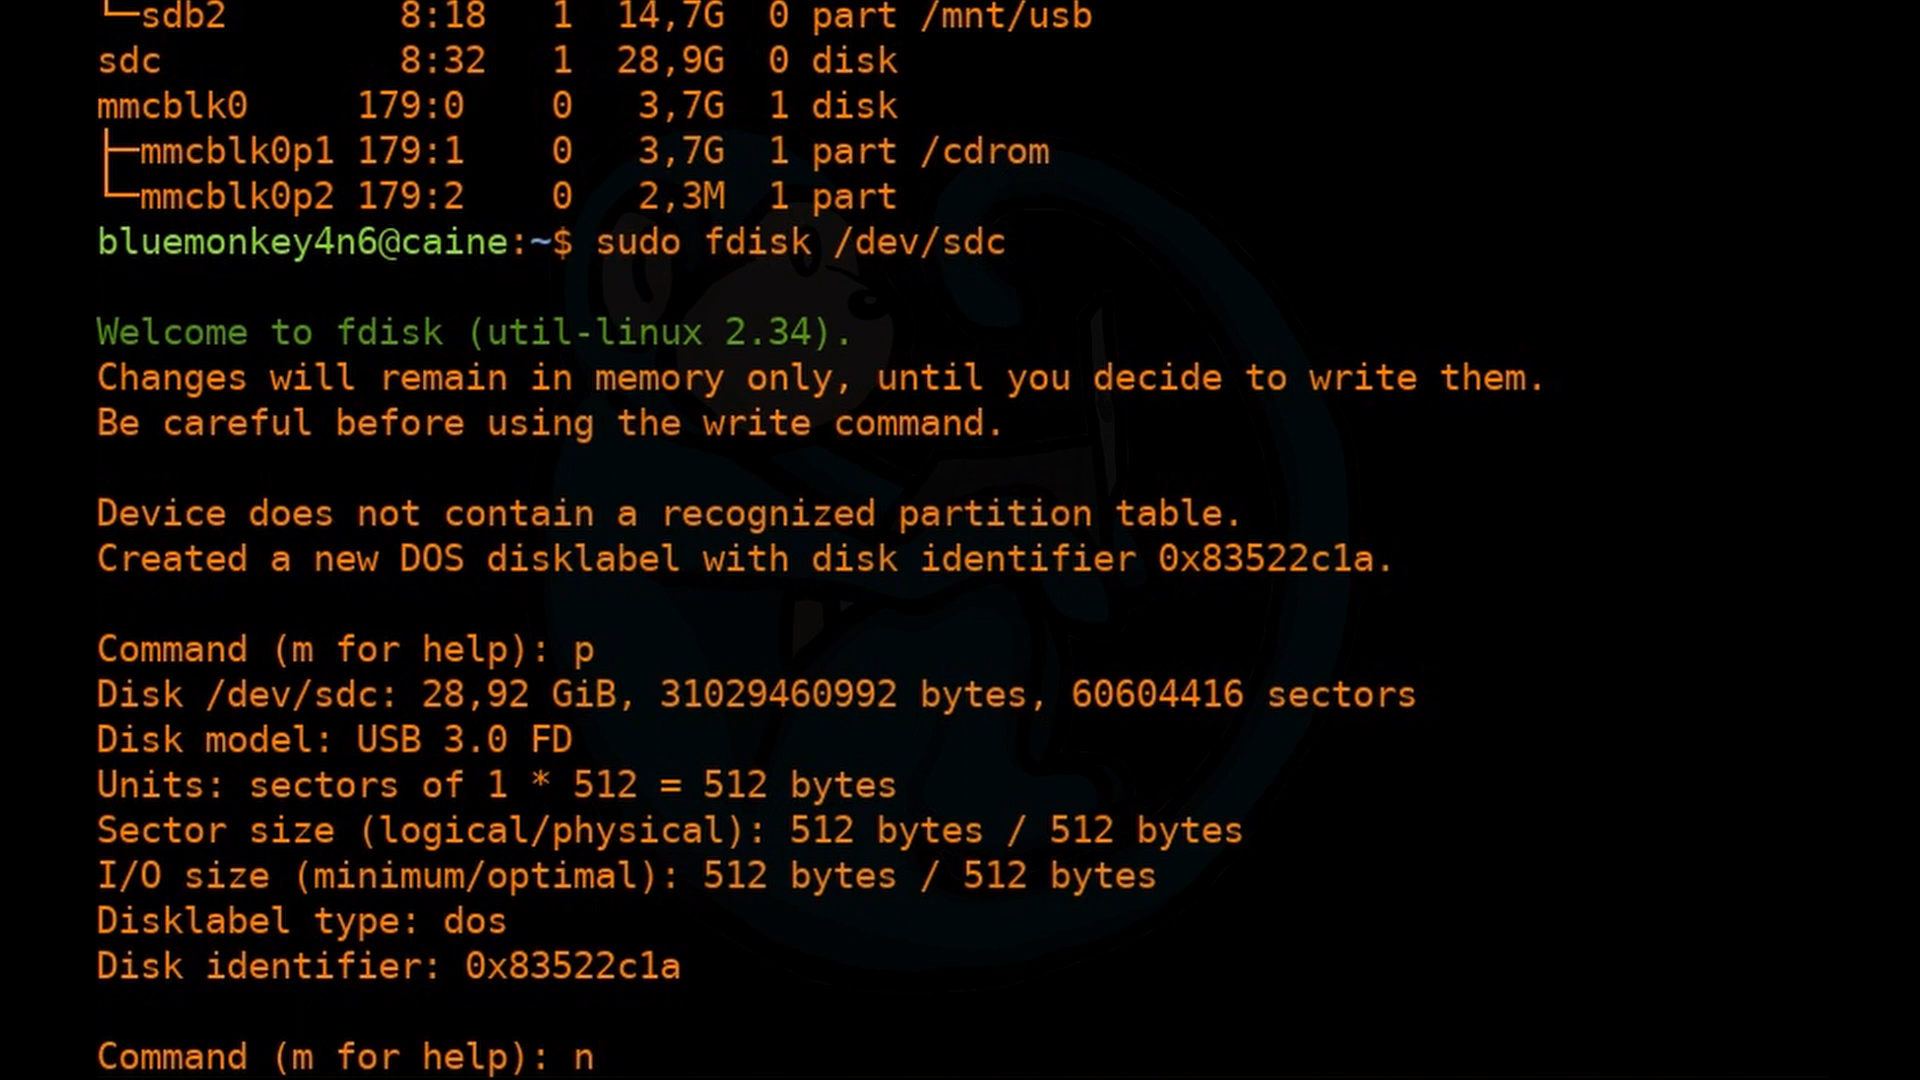 └─sdb2        8:18   1  14,7G  0 part /mnt/usb
sdc           8:32   1  28,9G  0 disk
mmcblk0     179:0    0   3,7G  1 disk
├─mmcblk0p1 179:1    0   3,7G  1 part /cdrom
└─mmcblk0p2 179:2    0   2,3M  1 part
bluemonkey4n6@caine:~$ sudo fdisk /dev/sdc
Welcome to fdisk (util-linux 2.34).
Changes will remain in memory only, until you decide to write them.
Be careful before using the write command.
Device does not contain a recognized partition table.
Created a new DOS disklabel with disk identifier 0x83522c1a.
Command (m for help): p
Disk /dev/sdc: 28,92 GiB, 31029460992 bytes, 60604416 sectors
Disk model: USB 3.0 FD
Units: sectors of 1 * 512 = 512 bytes
Sector size (logical/physical): 512 bytes / 512 bytes
I/O size (minimum/optimal): 512 bytes / 512 bytes
Disklabel type: dos
Disk identifier: 0x83522c1a
Command (m for help): n